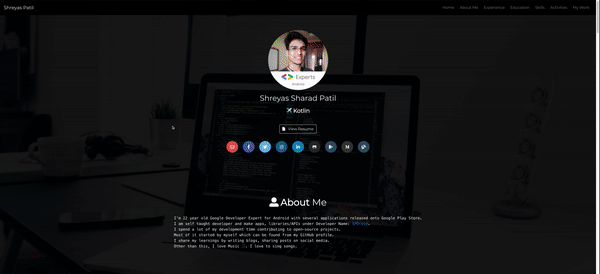 Shreyas Patil
Home About Me Experience Education Skills Activities My Work
Experts
Android
Shreyas Sharad Patil
Kotlin
View Resume
About Me
I'm 22 year old Google Developer Expert for Android with several applications released onto Google Play Store.
I am self taught developer and make apps, libraries/APIs under Developer Name:
I spend a lot of my development time contributing to open-source projects.
Most of it started by myself which can be found from my GitHub profile.
I share my learnings by writing blogs, sharing posts on social media.
Other than this, I love Music . I love to sing songs.